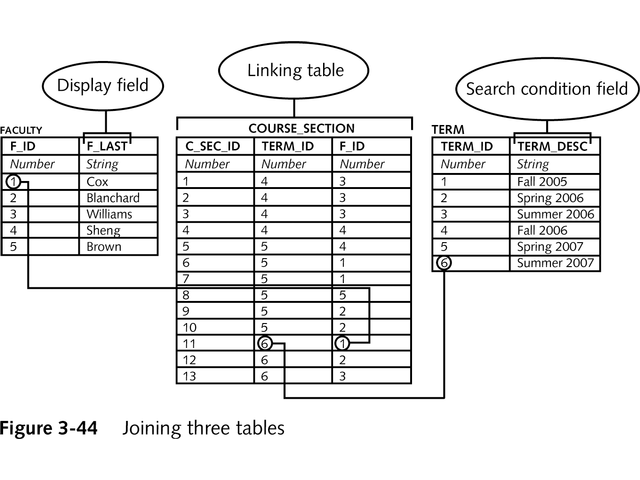 Display field
Linking table
Search condition field
FACULTY
F_ID F_LAST
Number String
1 Cox
2 Blanchard
3 Williams
4 Sheng
5 Brown
COURSE_SECTION
C_SEC_ID TERM_ID F_ID
Number Number Number
1 4 3
2 4 3
3 4 3
4 4 4
5 5 4
6 5 1
7 5 1
8 5 5
9 5 2
10 5 2
11 6 1
12 6 2
13 6 3
TERM
TERM_ID TERM_DESC
Number String
1 Fall 2005
2 Spring 2006
3 Summer 2006
4 Fall 2006
5 Spring 2007
6 Summer 2007
Figure 3-44 Joining three tables